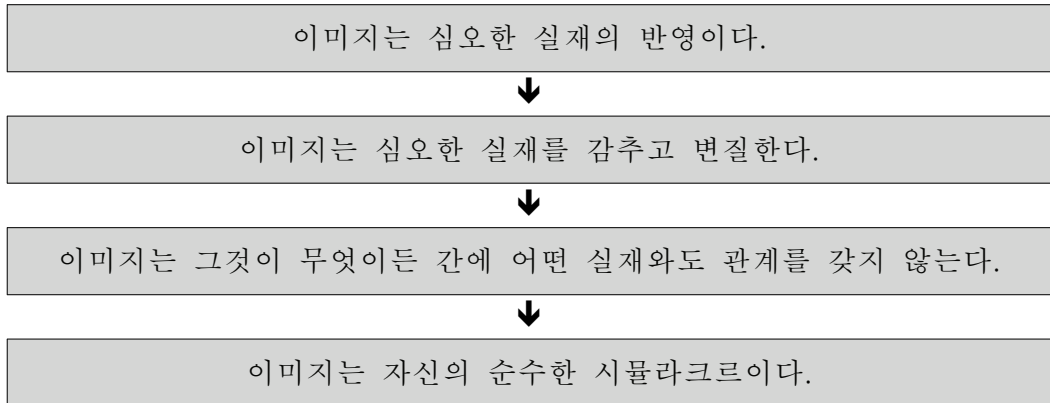 이미지는 심오한 실재의 반영이다.
이미지는 심오한 실재를 감추고 변질한다.
이미지는 그것이 무엇이든 간에 어떤 실재와도 관계를 갖지 않는다.
이미지는 자신의 순수한 시뮬라크르이다.